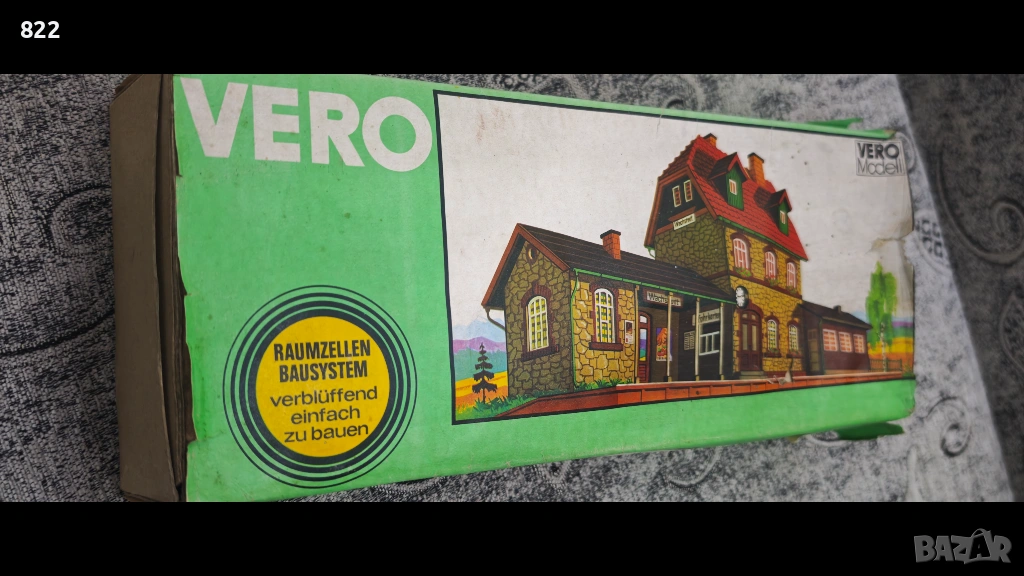 822
VERO
VERO
Modell
RAUMZELLEN
BAUSYSTEM
verblüffend
einfach
zu bauen
BAZAR